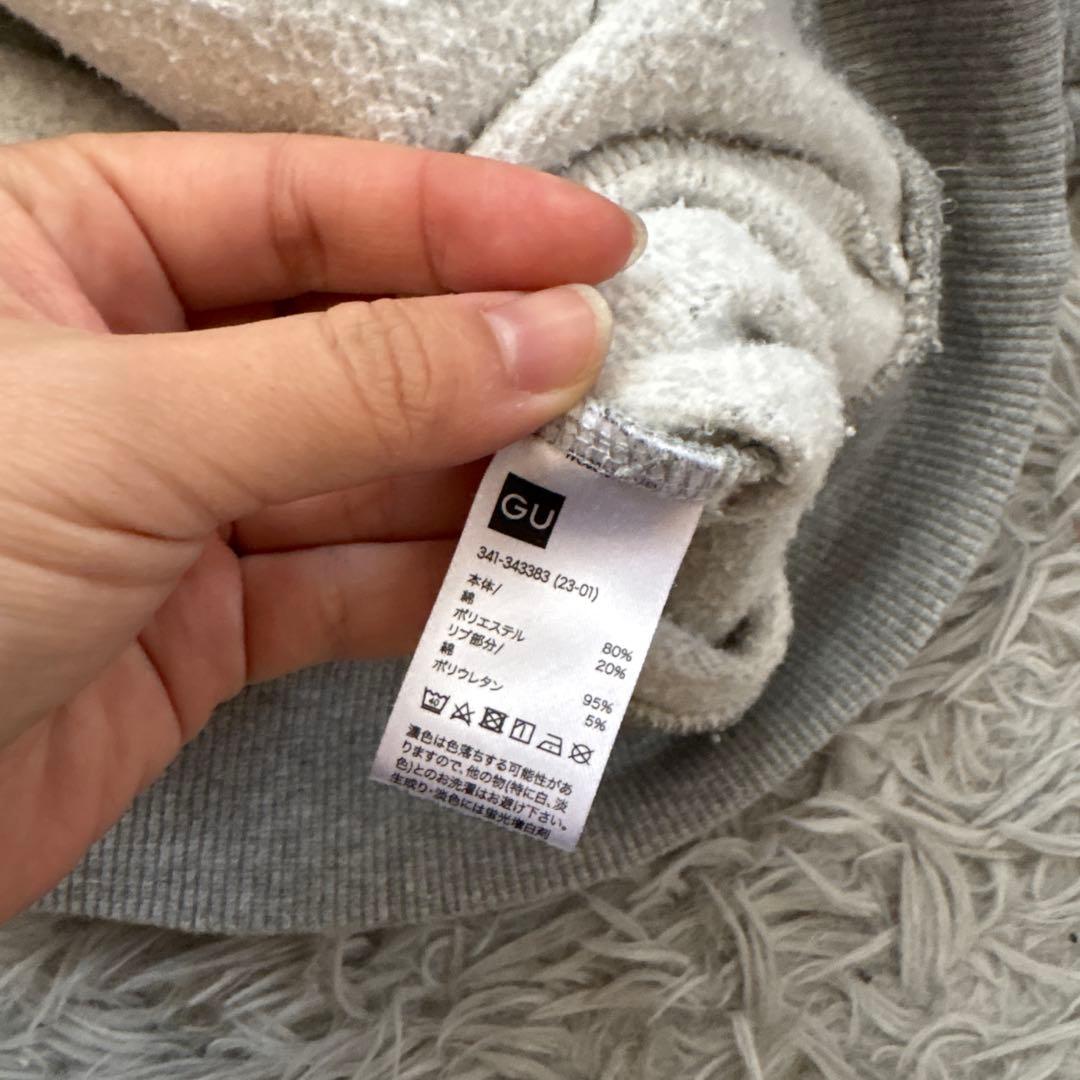 GU
341-343383 (23-01)
本体/
綿 80%
ポリエステル 20%
リブ部分/
綿 95%
ポリウレタン 5%
40
濃色は色落ちする可能性があ
りますので、他の物(特に白、淡
色)とのお洗濯はお避け下さい。
生成り・淡色には蛍光増白剤